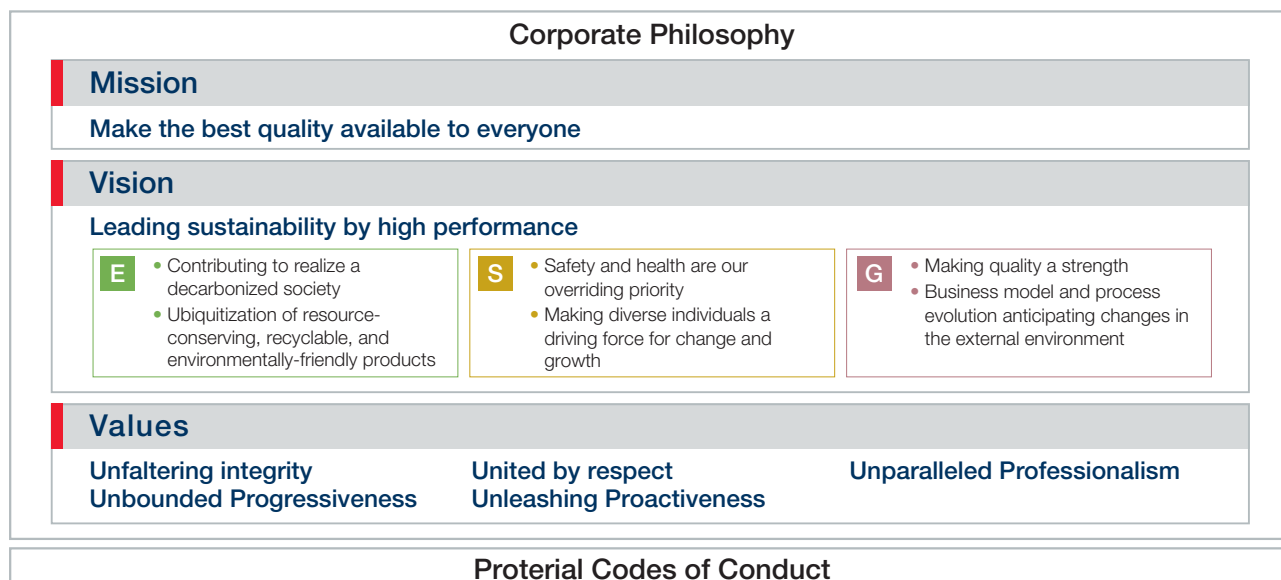 Corporate Philosophy
Mission
Make the best quality available to everyone
Vision
Leading sustainability by high performance
E
• Contributing to realize a
decarbonized society
• Ubiquitization of resource-
conserving, recyclable, and
environmentally-friendly products
S
• Safety and health are our
overriding priority
• Making diverse individuals a
driving force for change and
growth
G
• Making quality a strength
• Business model and process
evolution anticipating changes in
the external environment
Values
Unfaltering integrity
United by respect
Unparalleled Professionalism
Unbounded Progressiveness
Unleashing Proactiveness
Proterial Codes of Conduct